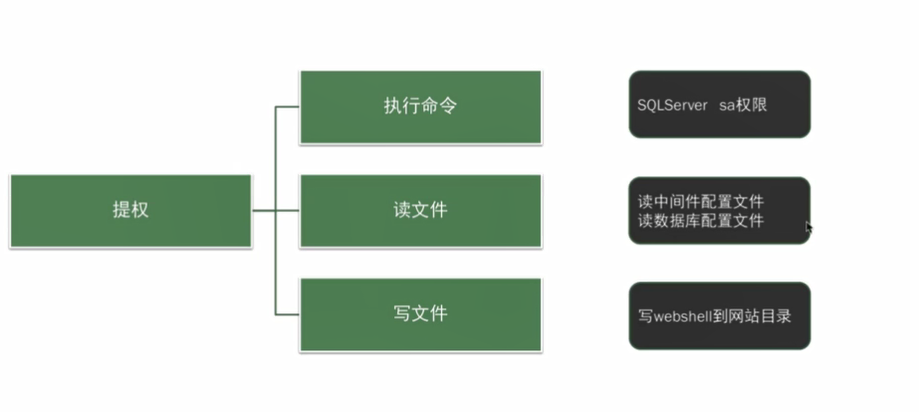 提权
执行命令
SQLServer sa权限
读文件
读中间件配置文件
读数据库配置文件
写文件
写webshell到网站目录